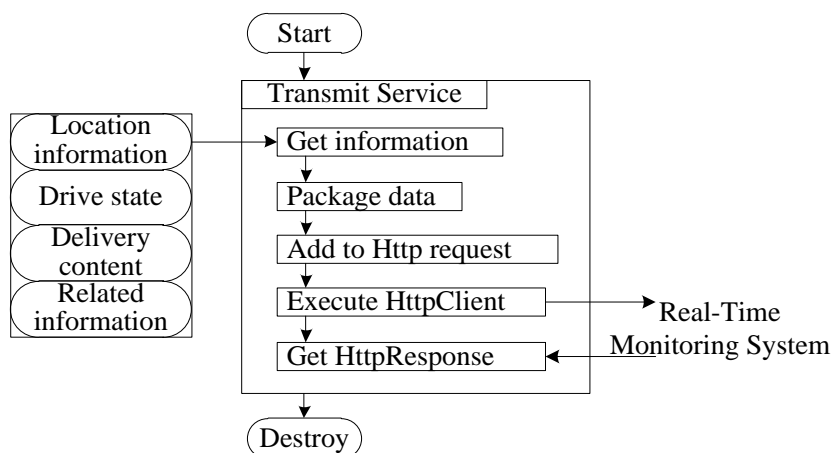 Start
Transmit Service
Location
information
Drive state
Delivery
content
Related
information
Get information
Package data
Add to Http request
Execute HttpClient
Get HttpResponse
Real-Time
Monitoring System
Destroy